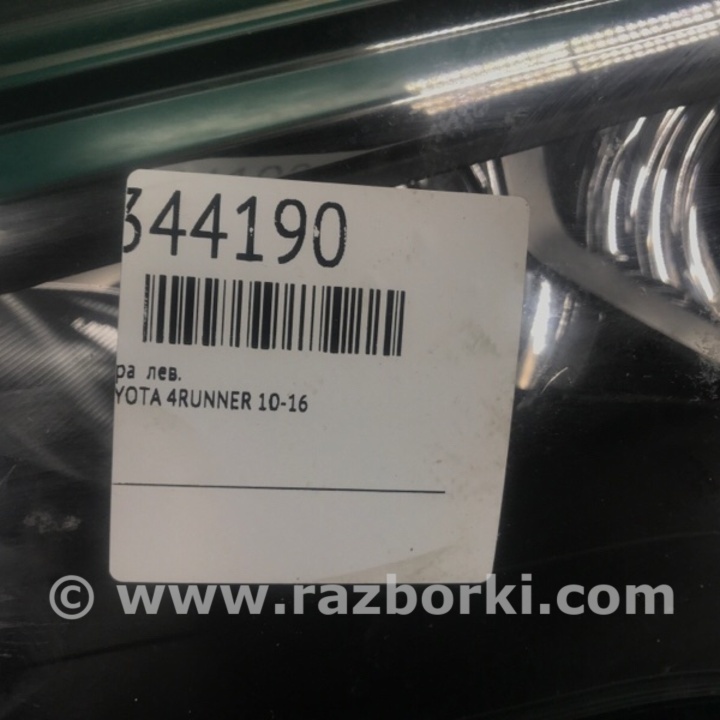 344190
ра лев.
YOTA 4RUNNER 10-16
© www.razborki.com